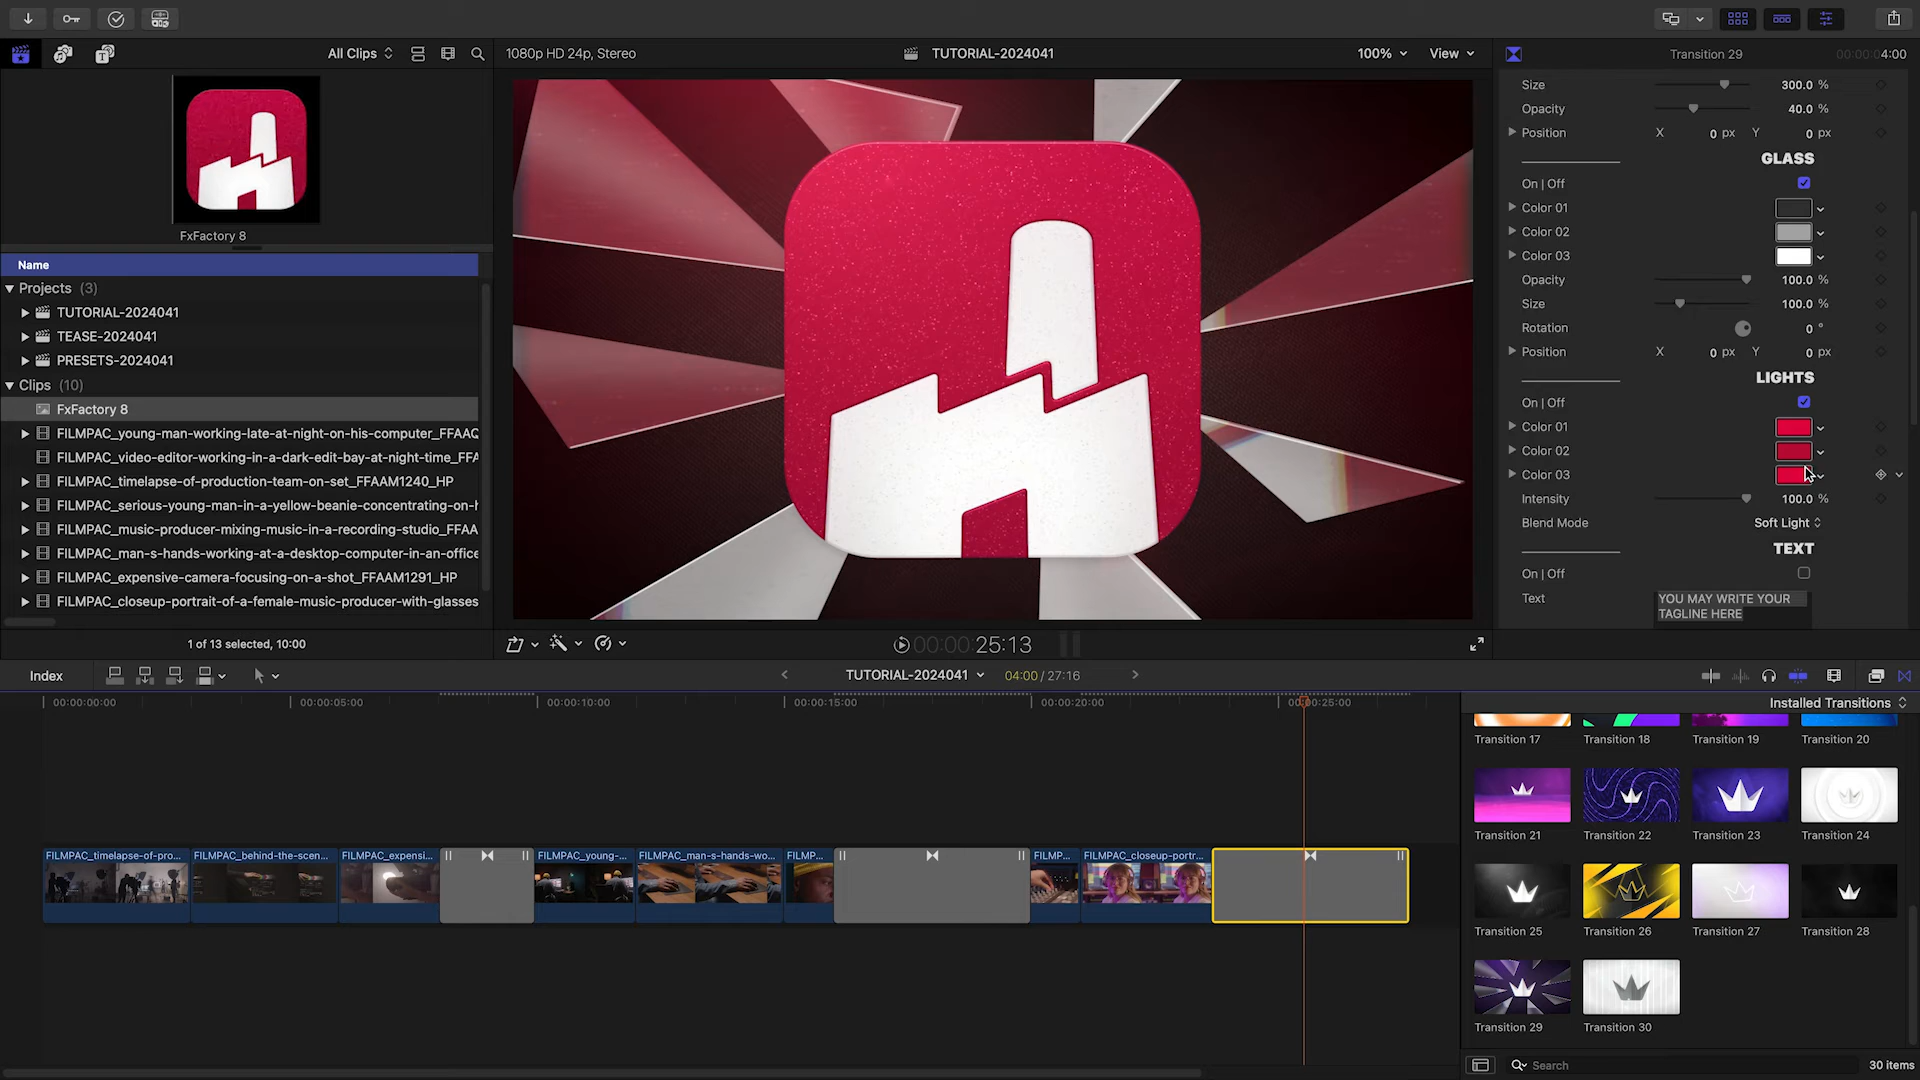 All Clips
1080p HD 24p, Stereo
TUTORIAL-2024041
100%
View
Transition 29
00:00:04:00
FxFactory 8
Name
Projects (3)
TUTORIAL-2024041
TEASE-2024041
PRESETS-2024041
Clips (10)
FxFactory 8
FILMPAC_young-man-working-late-at-night-on-his-computer_FFAAQ
FILMPAC_video-editor-working-in-a-dark-edit-bay-at-night-time_FFA
FILMPAC_timelapse-of-production-team-on-set_FFAAM1240_HP
FILMPAC_serious-young-man-in-a-yellow-beanie-concentrating-on-h
FILMPAC_music-producer-mixing-music-in-a-recording-studio_FFAA
FILMPAC_man-s-hands-working-at-a-desktop-computer-in-an-office
FILMPAC_expensive-camera-focusing-on-a-shot_FFAAM1291_HP
FILMPAC_closeup-portrait-of-a-female-music-producer-with-glasses
1 of 13 selected, 10:00
00:00:25:13
Size 300.0 %
Opacity 40.0 %
Position X 0 px Y 0 px
GLASS
On | Off
Color 01
Color 02
Color 03
Opacity 100.0 %
Size 100.0 %
Rotation 0 °
Position X 0 px Y 0 px
LIGHTS
On | Off
Color 01
Color 02
Color 03
Intensity 100.0 %
Blend Mode Soft Light
TEXT
On | Off
Text YOU MAY WRITE YOUR
TAGLINE HERE
Index
TUTORIAL-2024041
04:00 / 27:16
00:00:00:00
00:00:05:00
00:00:10:00
00:00:15:00
00:00:20:00
00:00:25:00
FILMPAC_timelapse-of-pro...
FILMPAC_behind-the-scen...
FILMPAC_expensi...
FILMPAC_young-...
FILMPAC_man-s-hands-wo...
FILMP...
FILMP...
FILMPAC_closeup-portr...
Installed Transitions
Transition 17
Transition 18
Transition 19
Transition 20
Transition 21
Transition 22
Transition 23
Transition 24
Transition 25
Transition 26
Transition 27
Transition 28
Transition 29
Transition 30
Search
30 items